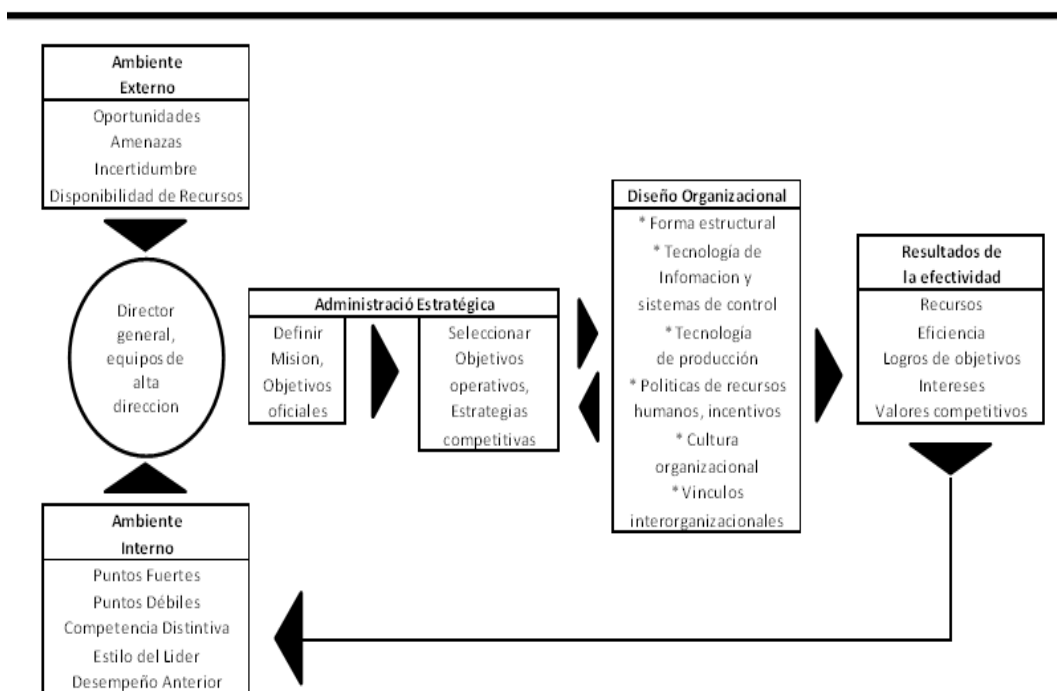 Ambiente
Externo
Oportunidades
Amenazas
Incertidumbre
Disponibilidad de Recursos
Director
general,
equipos de
alta
direccion
Ambiente
Interno
Puntos Fuertes
Puntos Débiles
Competencia Distintiva
Estilo del Lider
Desempeño Anterior
Administració Estratégica
Definir
Mision,
Objetivos
oficiales
Seleccionar
Objetivos
operativos,
Estrategias
competitivas
Diseño Organizacional
* Forma estructural
* Tecnología de
Infomacion y
sistemas de control
* Tecnología
de producción
* Politicas de recursos
humanos, incentivos
* Cultura
organizacional
* Vinculos
interorganizacionales
Resultados de
la efectividad
Recursos
Eficiencia
Logros de objetivos
Intereses
Valores competitivos